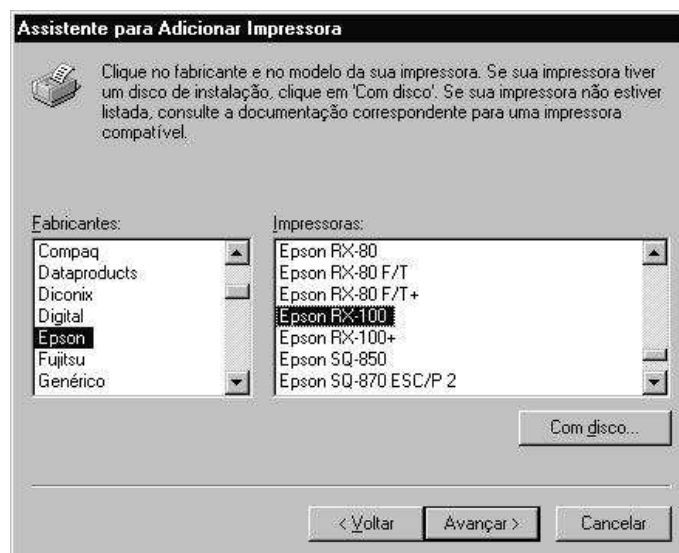 Assistente para Adicionar Impressora
Clique no fabricante e no modelo da sua impressora. Se sua impressora tiver
um disco de instalação, clique em 'Com disco'. Se sua impressora não estiver
listada, consulte a documentação correspondente para uma impressora
compatível.
Fabricantes:
Compaq
Dataproducts
Diconix
Digital
Epson
Fujitsu
Genérico
Impressoras:
Epson RX-80
Epson RX-80 F/T
Epson RX-80 F/T+
Epson RX-100
Epson RX-100+
Epson SQ-850
Epson SQ-870 ESC/P 2
Com disco...
< Voltar
Avançar >
Cancelar